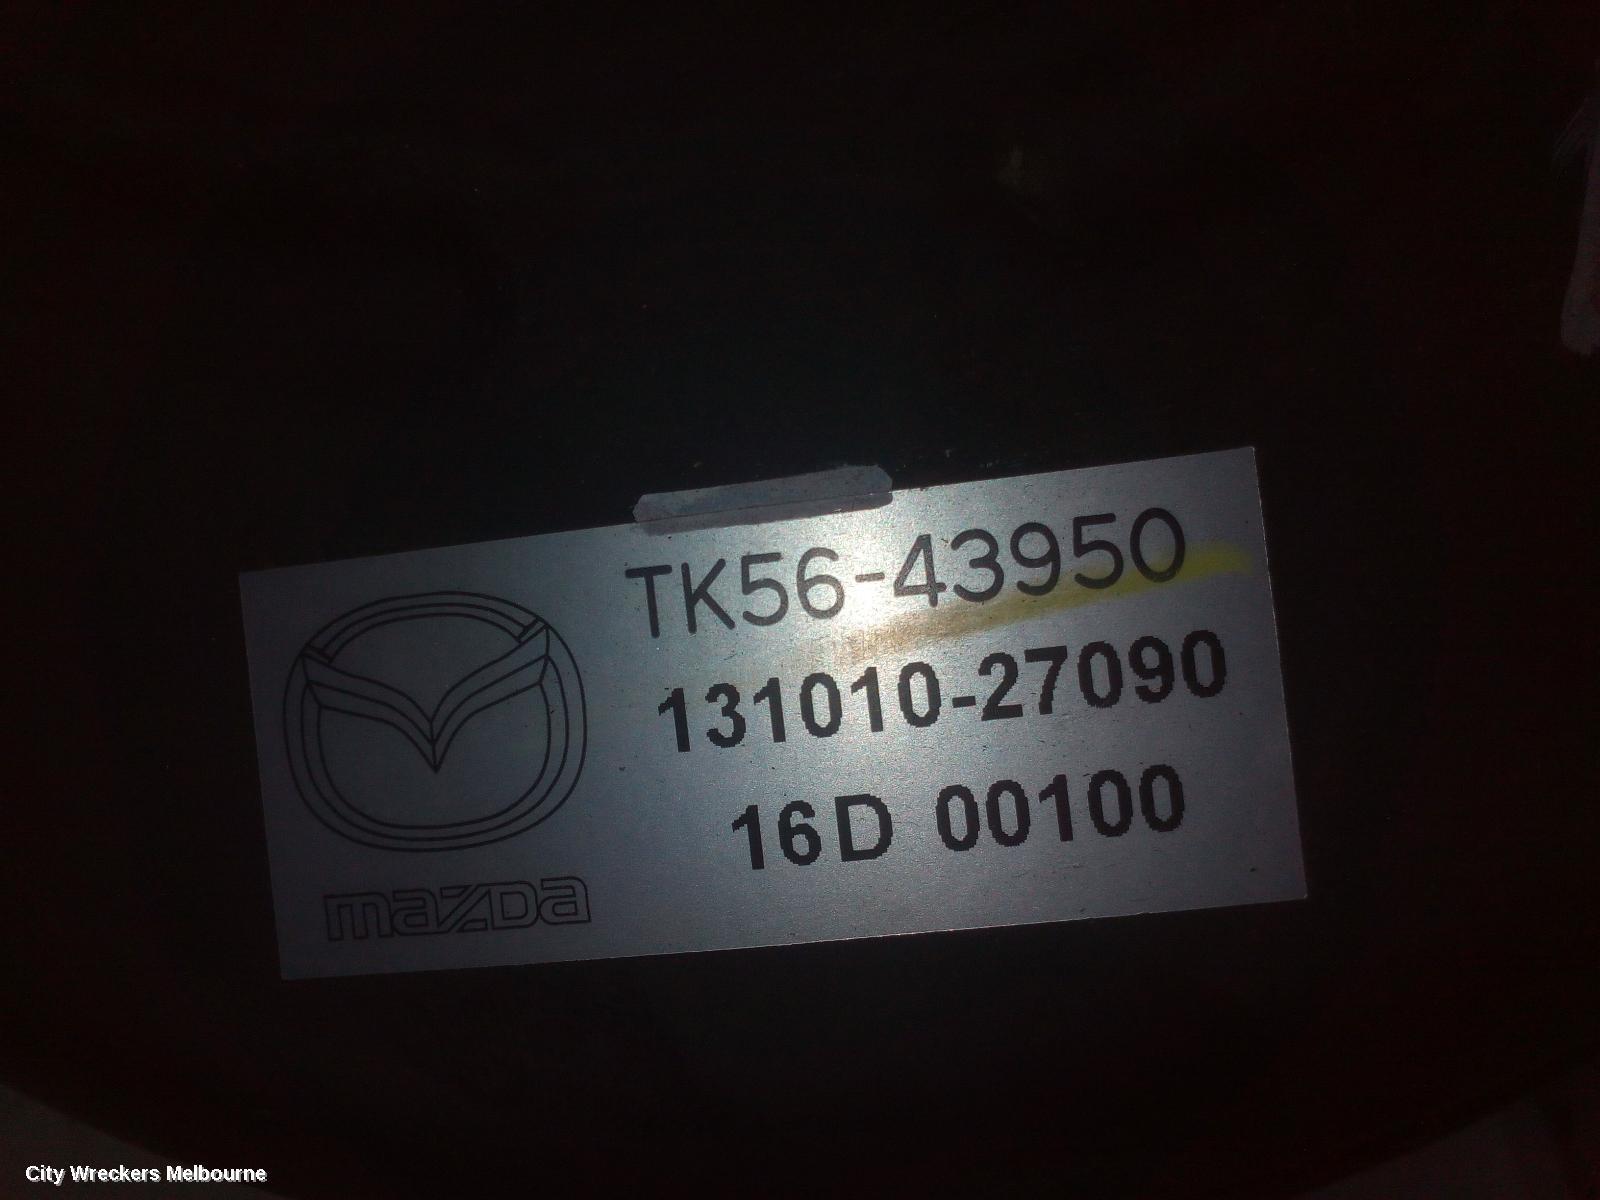 TK56-43950
131010-27090
16D 00100
mazda
City Wreckers Melbourne